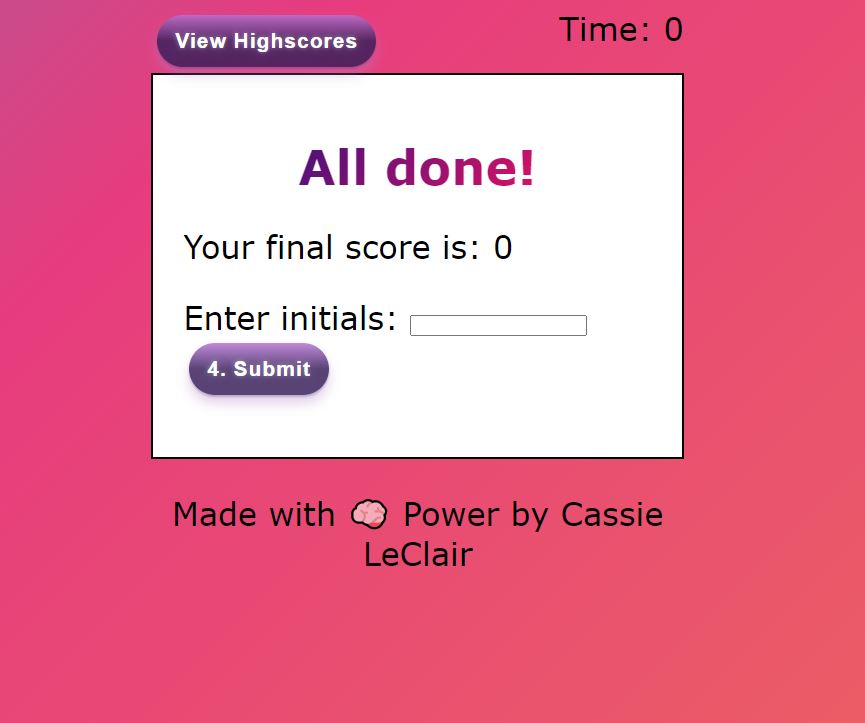 View Highscores
Time: 0
All done!
Your final score is: 0
Enter initials:
4. Submit
Made with 🧠 Power by Cassie
LeClair